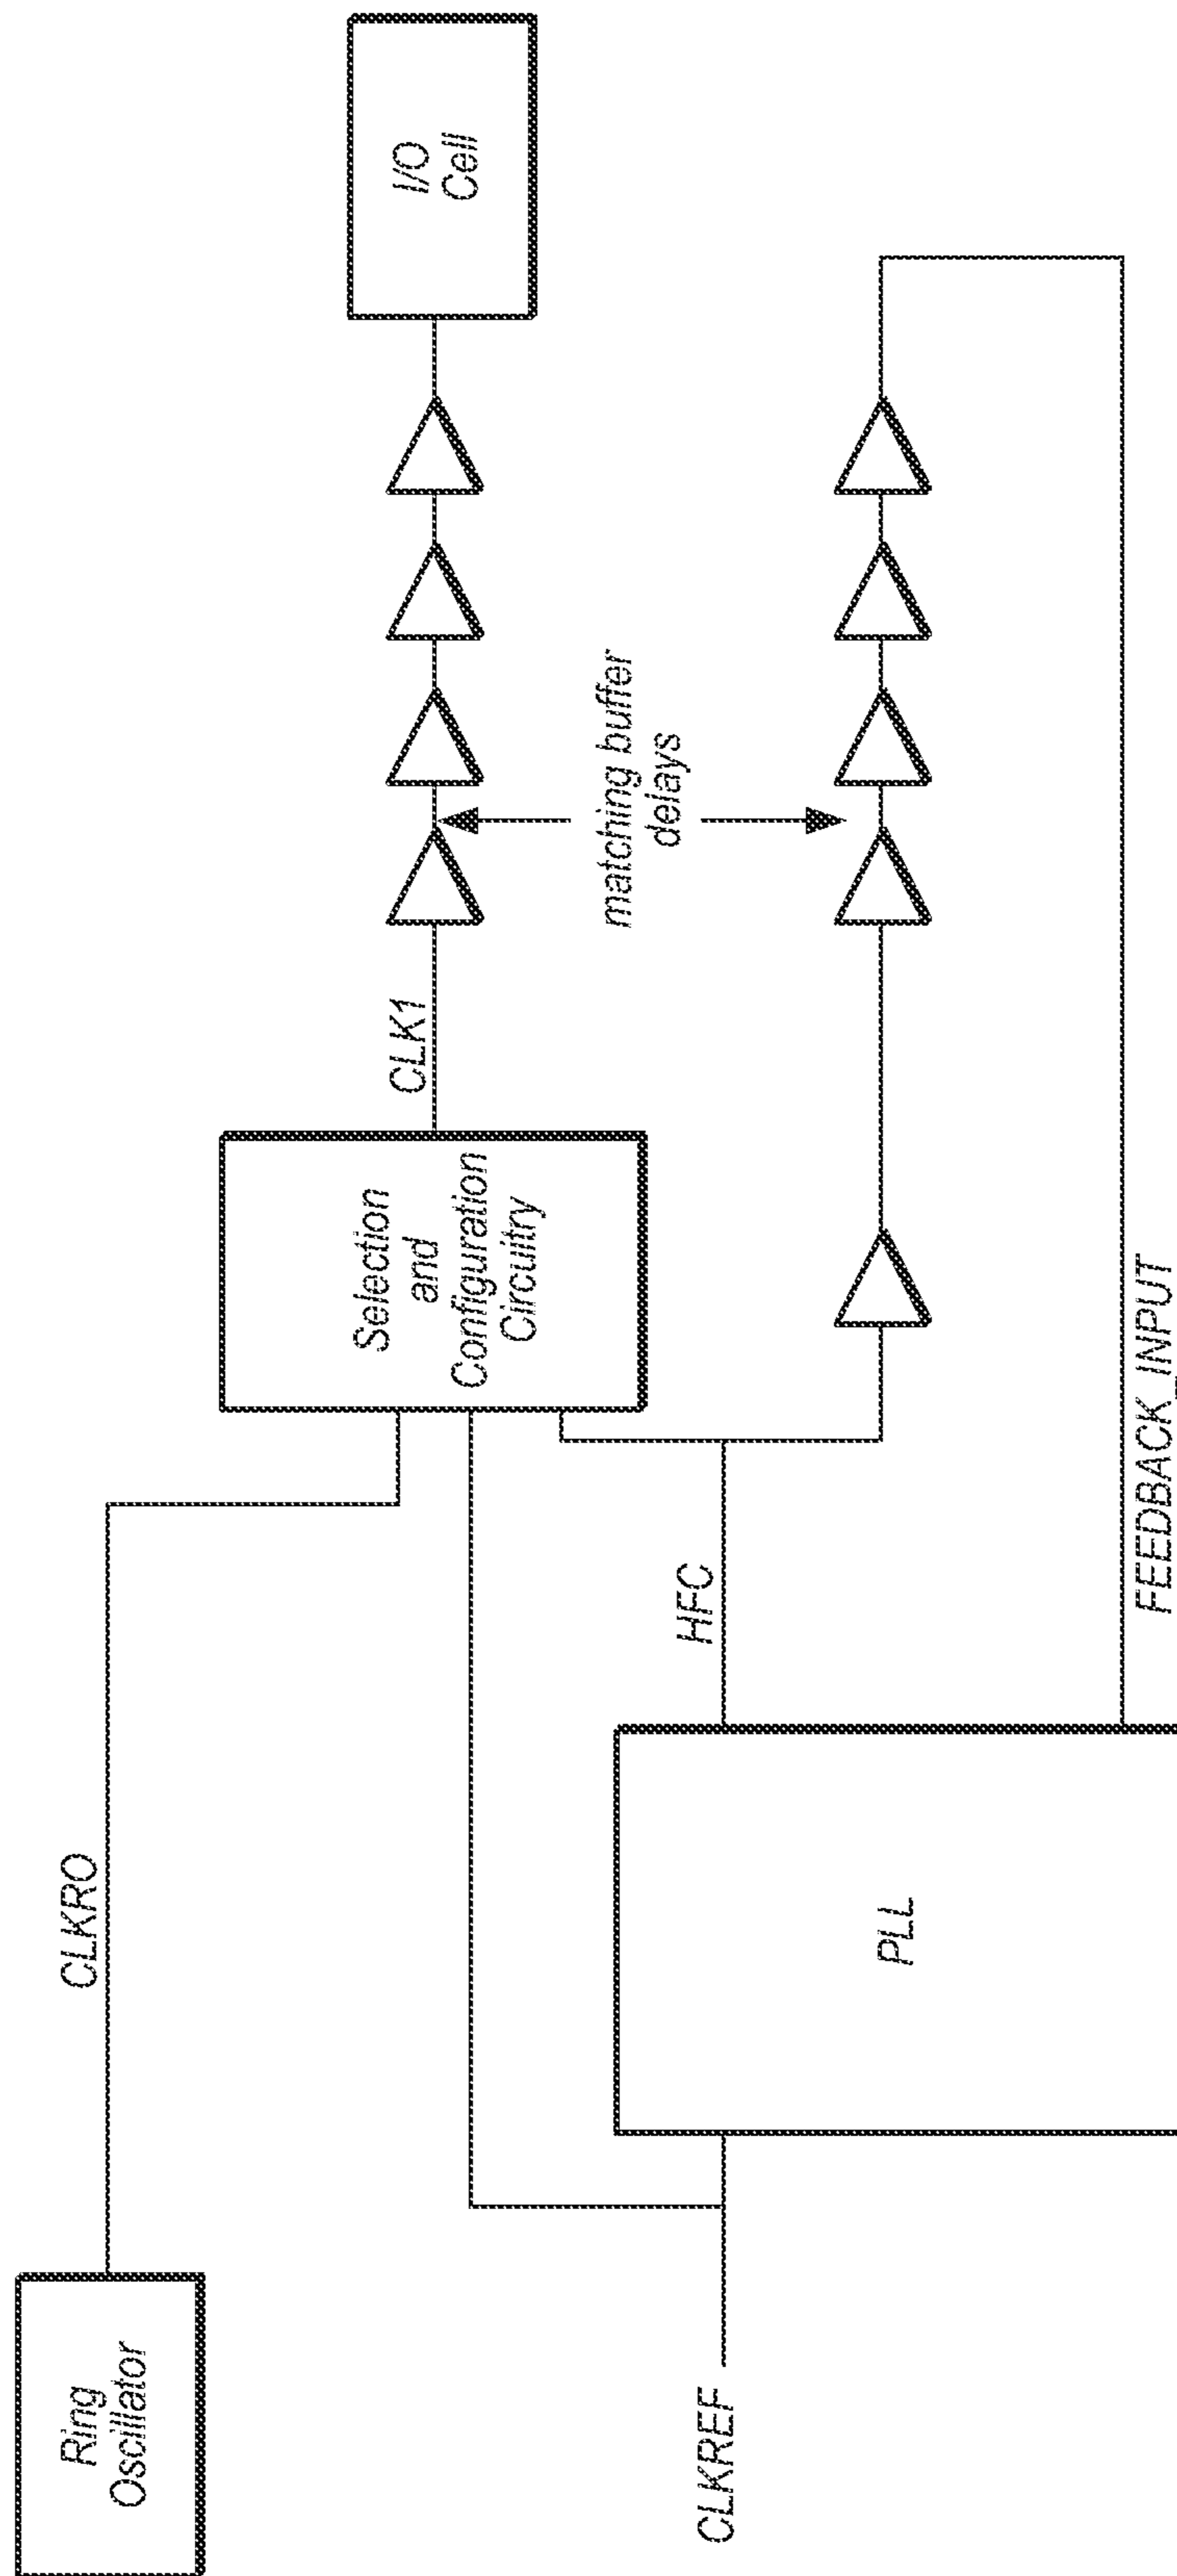 Ring
Oscillator
CLKRO
CLKREF
PLL
HFC
FEEDBACK_INPUT
Selection
and
Configuration
Circuitry
CLK1
matching buffer
delays
I/O
Cell